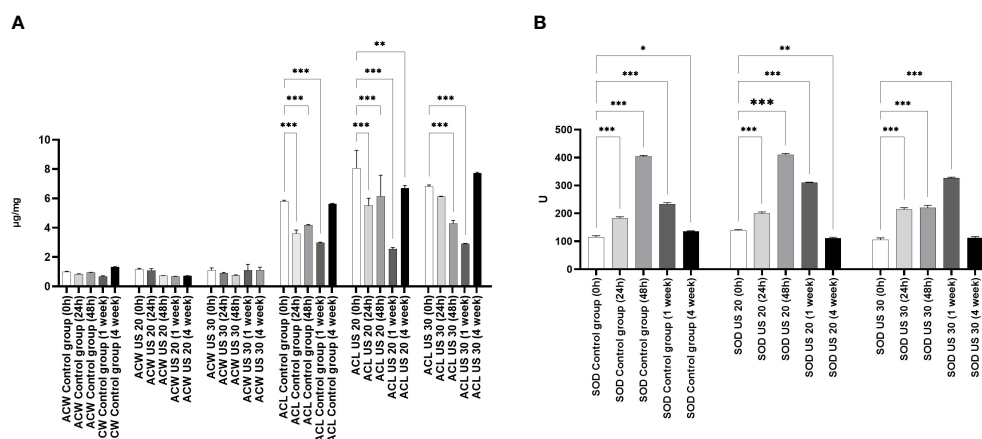 A
**
***
***
***
***
***
***
***
***
***
10
8
6
4
2
0
µg/mg
ACW Control group (0h)
ACW Control group (24h)
ACW Control group (48h)
CW Control group (1 week)
CW Control group (4 week)
ACW US 20 (0h)
ACW US 20 (24h)
ACW US 20 (48h)
ACW US 20 (1 week)
ACW US 20 (4 week)
ACW US 30 (0h)
ACW US 30 (24h)
ACW US 30 (48h)
ACW US 30 (1 week)
ACW US 30 (4 week)
ACL Control group (0h)
ACL Control group (24h)
ACL Control group (48h)
ACL Control group (1 week)
ACL Control group (4 week)
ACL US 20 (0h)
ACL US 20 (24h)
ACL US 20 (48h)
ACL US 20 (1 week)
ACL US 20 (4 week)
ACL US 30 (0h)
ACL US 30 (24h)
ACL US 30 (48h)
ACL US 30 (1 week)
ACL US 30 (4 week)
B
*
**
***
***
***
***
***
***
***
***
***
500
400
300
200
100
0
U
SOD Control group (0h)
SOD Control group (24h)
SOD Control group (48h)
SOD Control group (1 week)
SOD Control group (4 week)
SOD US 20 (0h)
SOD US 20 (24h)
SOD US 20 (48h)
SOD US 20 (1 week)
SOD US 20 (4 week)
SOD US 30 (0h)
SOD US 30 (24h)
SOD US 30 (48h)
SOD US 30 (1 week)
SOD US 30 (4 week)